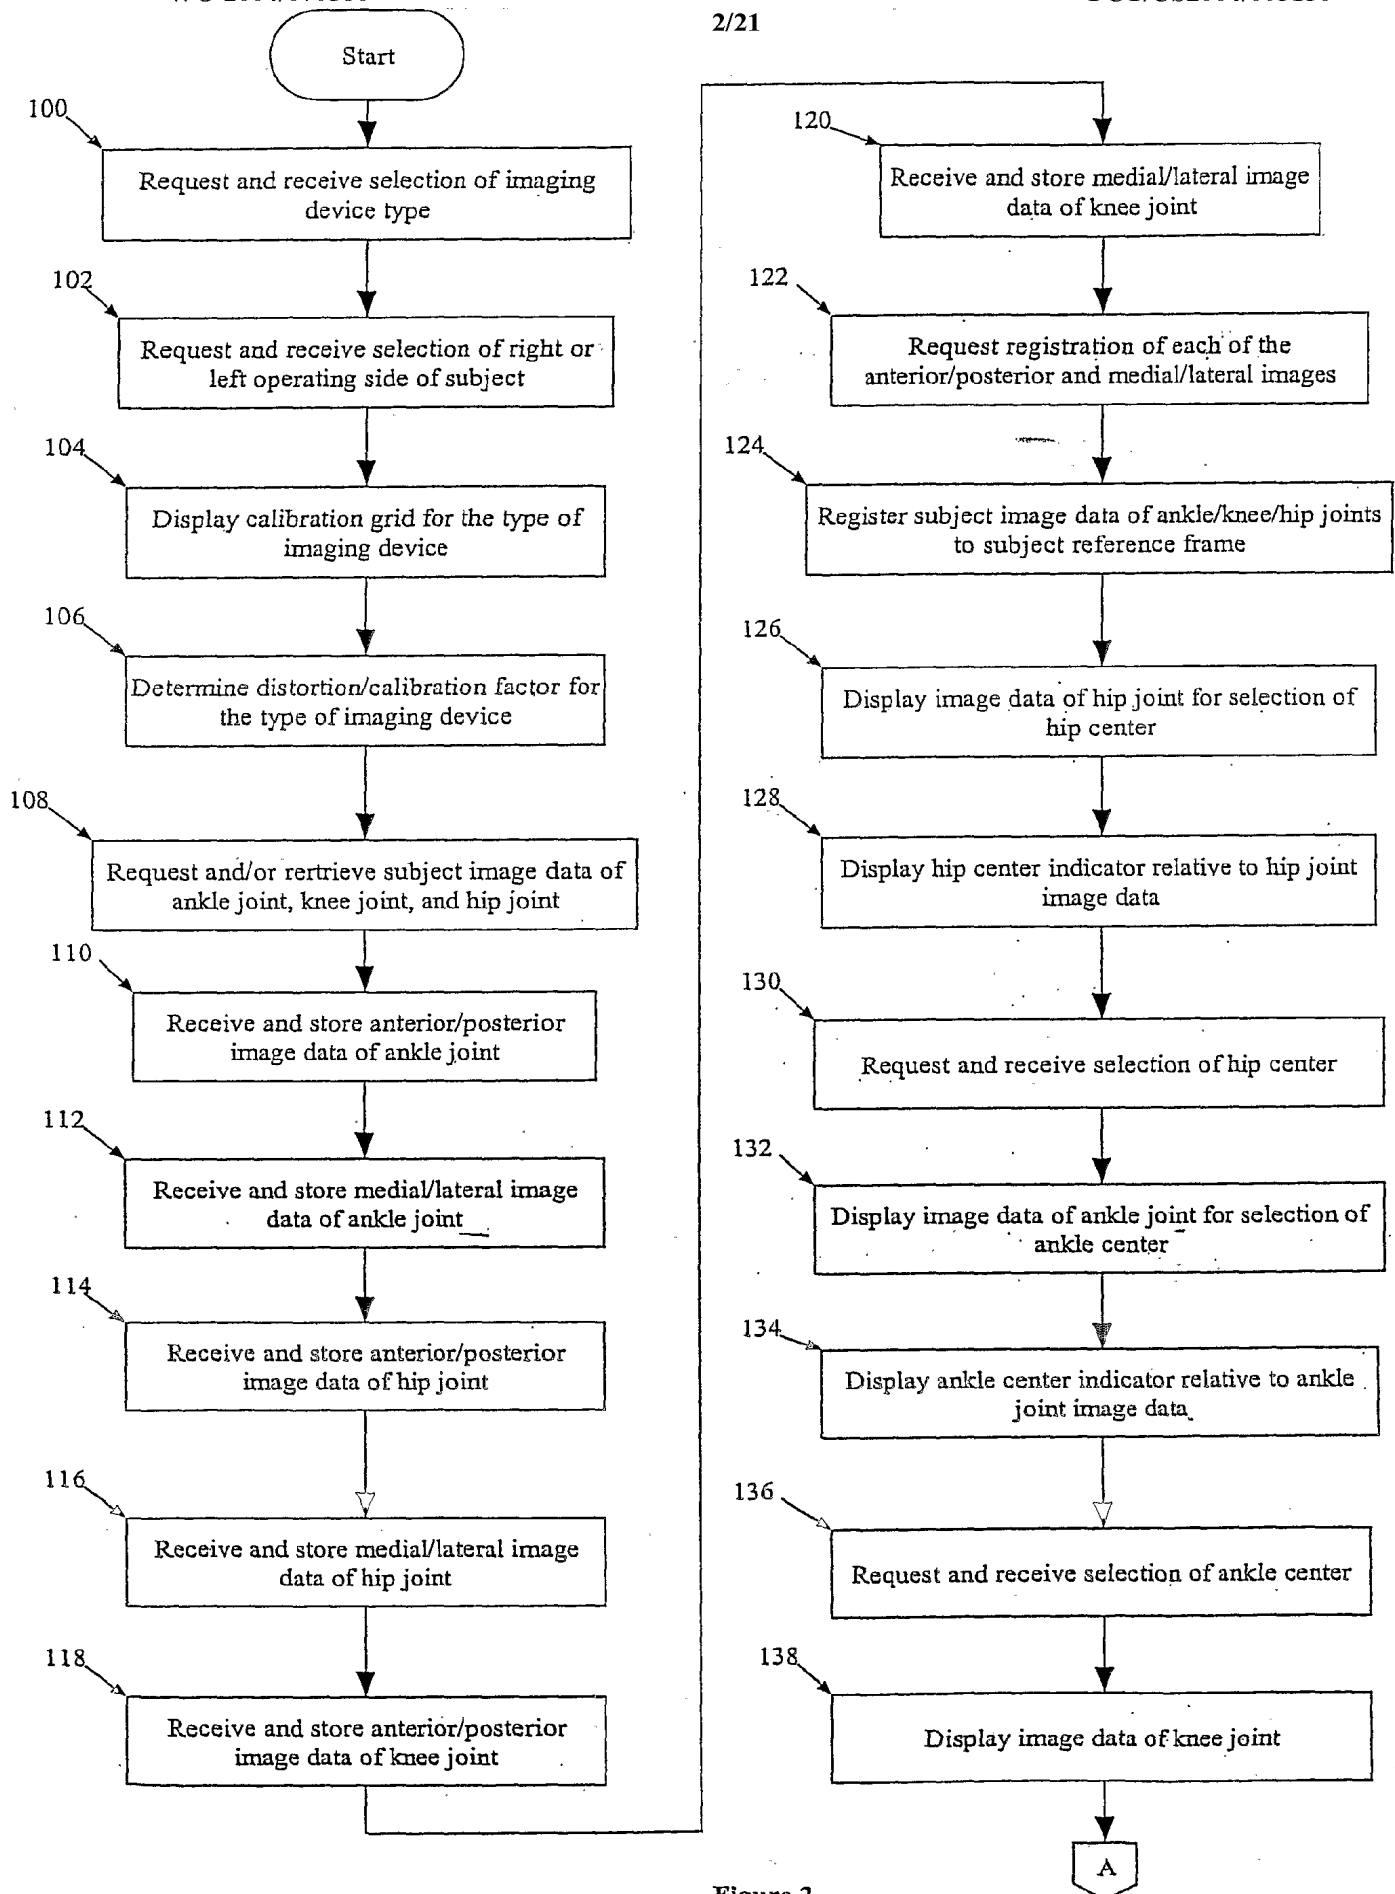 2/21
Start
100
Request and receive selection of imaging
device type
102
Request and receive selection of right or
left operating side of subject
104
Display calibration grid for the type of
imaging device
106
Determine distortion/calibration factor for
the type of imaging device
108
Request and/or rertrieve subject image data of
ankle joint, knee joint, and hip joint
110
Receive and store anterior/posterior
image data of ankle joint
112
Receive and store medial/lateral image
data of ankle joint
114
Receive and store anterior/posterior
image data of hip joint
116
Receive and store medial/lateral image
data of hip joint
118
Receive and store anterior/posterior
image data of knee joint
120
Receive and store medial/lateral image
data of knee joint
122
Request registration of each of the
anterior/posterior and medial/lateral images
124
Register subject image data of ankle/knee/hip joints
to subject reference frame
126
Display image data of hip joint for selection of
hip center
128
Display hip center indicator relative to hip joint
image data
130
Request and receive selection of hip center
132
Display image data of ankle joint for selection of
ankle center
134
Display ankle center indicator relative to ankle
joint image data
136
Request and receive selection of ankle center
138
Display image data of knee joint
A